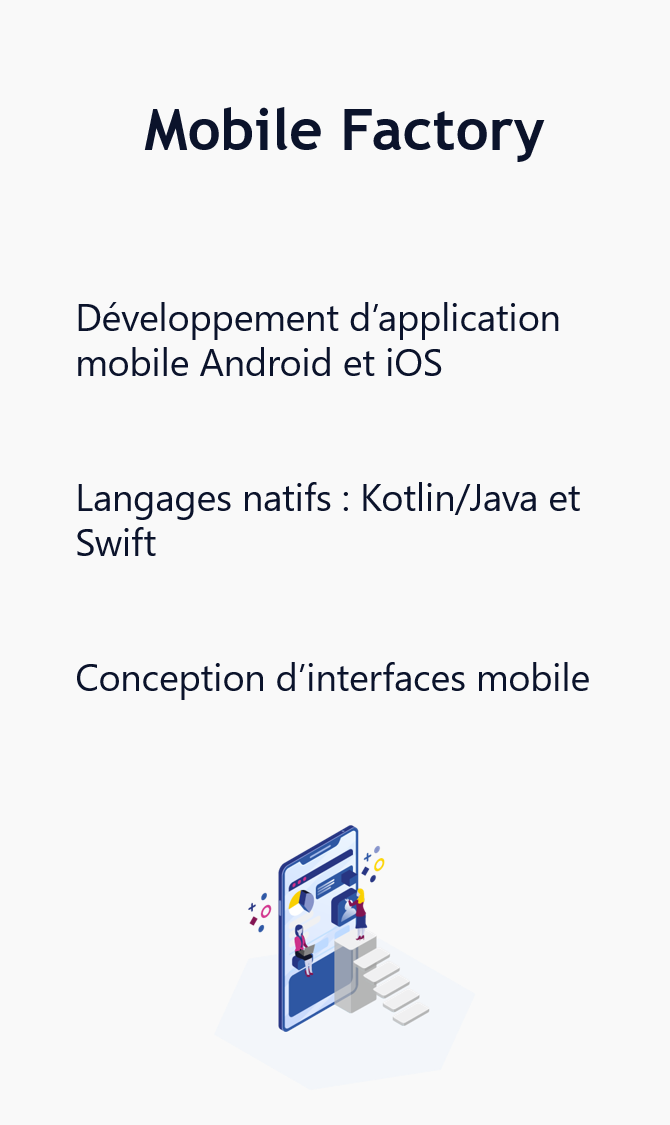 Mobile Factory
Développement d’application
mobile Android et iOS
Langages natifs : Kotlin/Java et
Swift
Conception d’interfaces mobile